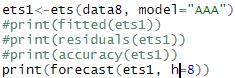 ets1<-ets(data8, model="AAA")
#print(fitted(ets1))
#print(residuals(ets1))
#print(accuracy(ets1))
print(forecast(ets1, h=8))